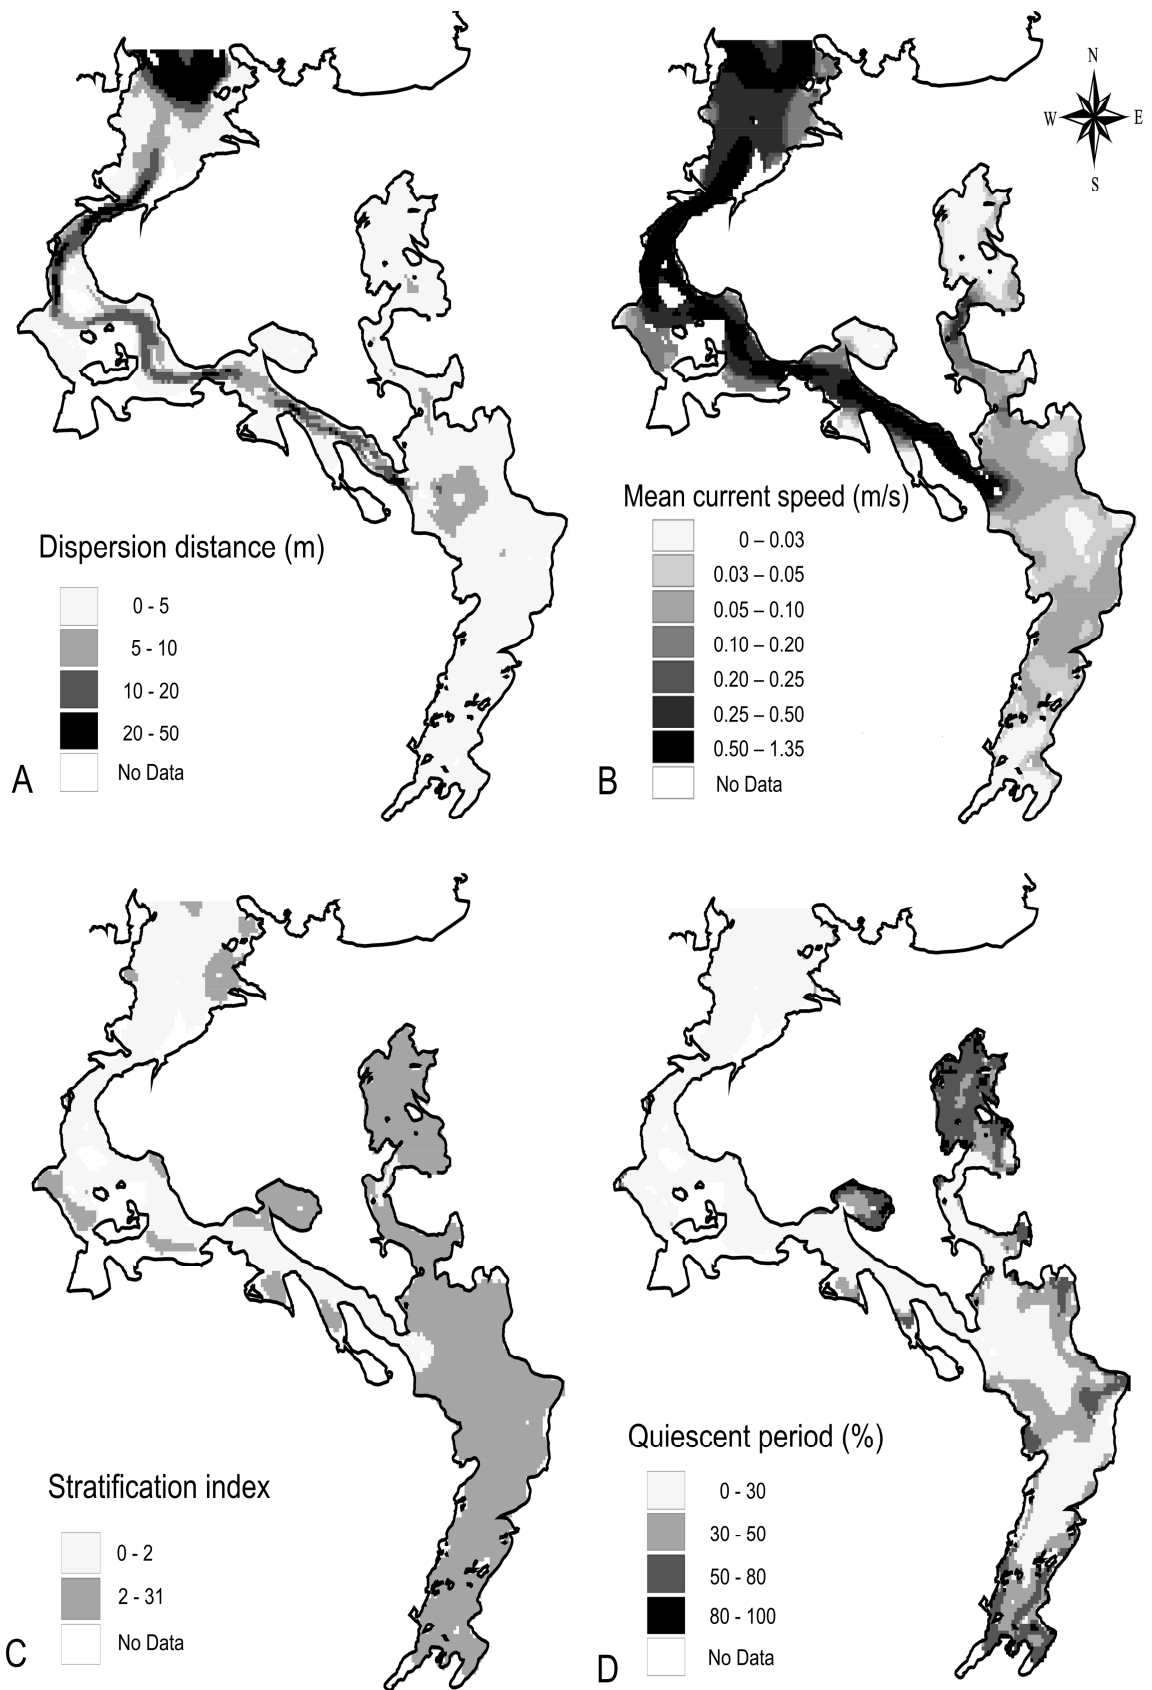 N
W E
S
Dispersion distance (m)
0 - 5
5 - 10
10 - 20
20 - 50
No Data
A
Mean current speed (m/s)
0 – 0.03
0.03 – 0.05
0.05 – 0.10
0.10 – 0.20
0.20 – 0.25
0.25 – 0.50
0.50 – 1.35
No Data
B
Stratification index
0 - 2
2 - 31
No Data
C
Quiescent period (%)
0 - 30
30 - 50
50 - 80
80 - 100
No Data
D